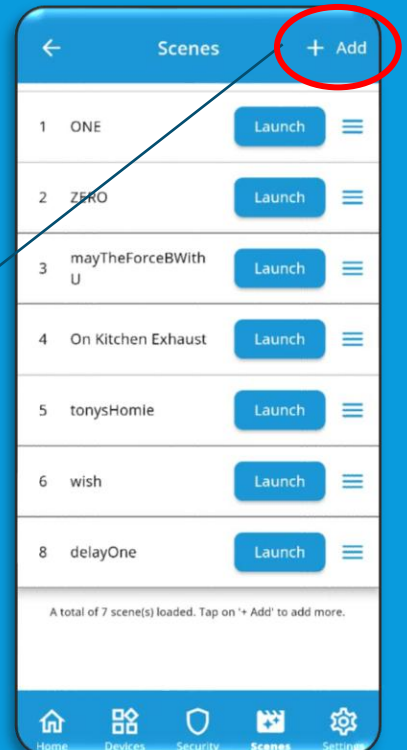 Scenes + Add
1 ONE Launch
2 ZERO Launch
3 mayTheForceBWith
U Launch
4 On Kitchen Exhaust Launch
5 tonysHomie Launch
6 wish Launch
8 delayOne Launch
A total of 7 scene(s) loaded. Tap on '+ Add' to add more.
Home Devices Security Scenes Settings